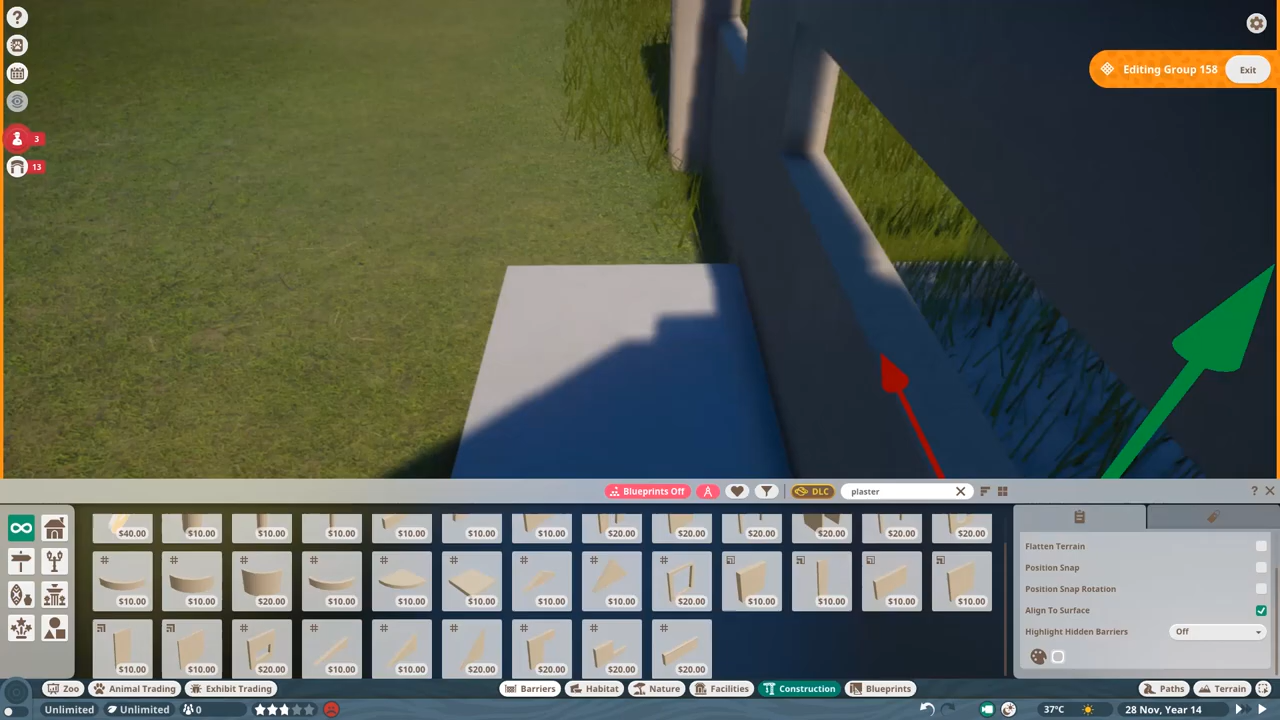 ?
Editing Group 158
Exit
3
13
Blueprints Off
DLC
plaster
?
$40.00
$10.00
$10.00
$10.00
$10.00
$10.00
$10.00
$20.00
$20.00
$20.00
$20.00
$20.00
$20.00
$10.00
$10.00
$20.00
$10.00
$10.00
$10.00
$10.00
$10.00
$20.00
$10.00
$10.00
$10.00
$10.00
$10.00
$10.00
$20.00
$10.00
$10.00
$10.00
$20.00
$20.00
$20.00
Flatten Terrain
Position Snap
Position Snap Rotation
Align To Surface
Highlight Hidden Barriers
Off
Zoo
Animal Trading
Exhibit Trading
Barriers
Habitat
Nature
Facilities
Construction
Blueprints
Paths
Terrain
Unlimited
Unlimited
0
37°C
28 Nov, Year 14